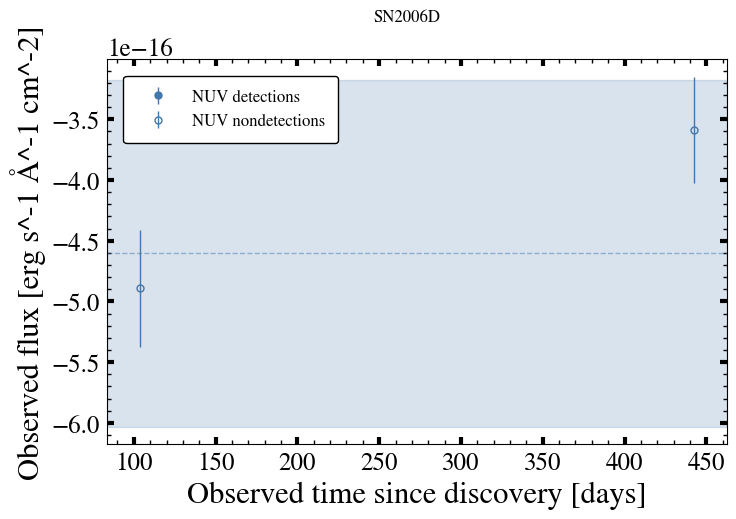 SN2006D
1e−16
NUV detections
NUV nondetections
−3.5
−4.0
−4.5
−5.0
−5.5
−6.0
Observed flux [erg s^-1 Å^-1 cm^-2]
100 150 200 250 300 350 400 450
Observed time since discovery [days]